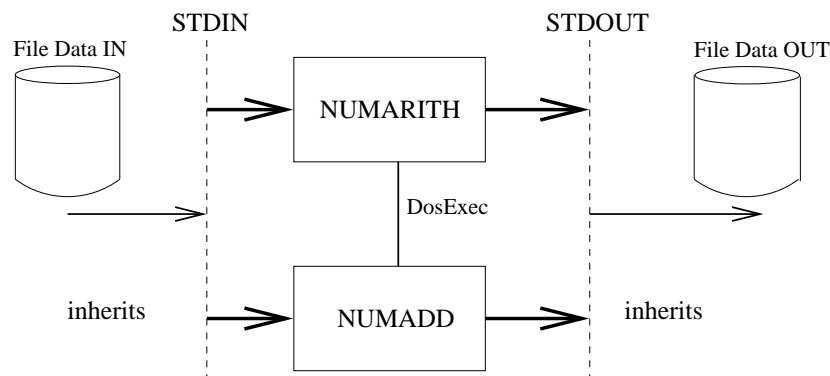 STDIN
STDOUT
File Data IN
File Data OUT
NUMARITH
DosExec
inherits
NUMADD
inherits